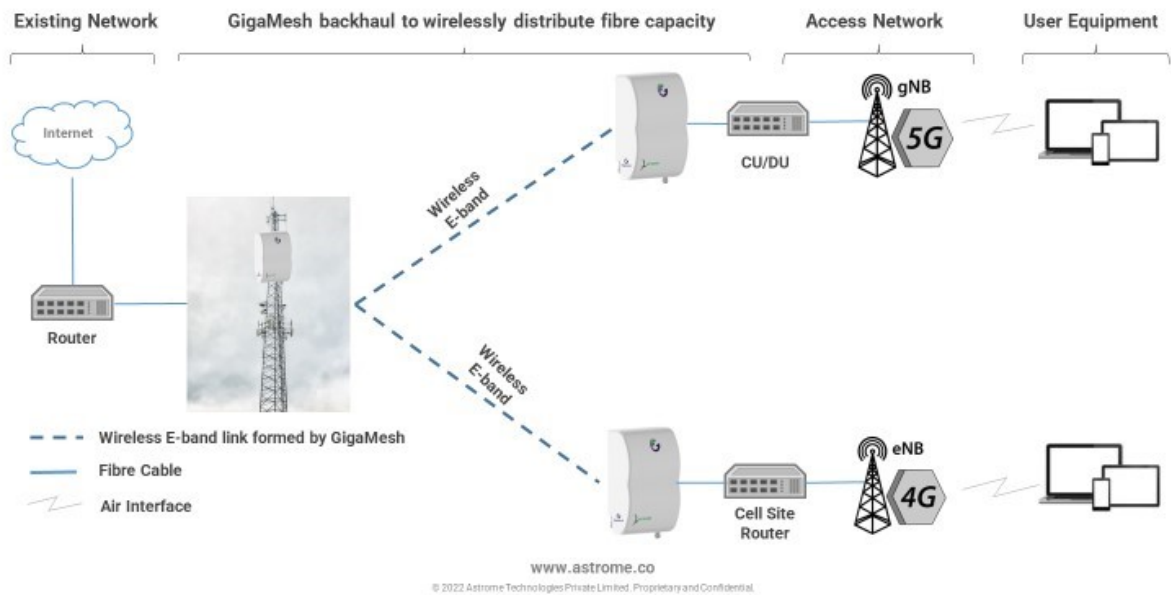 Existing Network
GigaMesh backhaul to wirelessly distribute fibre capacity
Access Network
User Equipment
Internet
Router
Wireless
E-band
CU/DU
gNB
5G
Wireless
E-band
Cell Site
Router
eNB
4G
Wireless E-band link formed by GigaMesh
Fibre Cable
Air Interface
www.astrome.co
© 2022 Astrome Technologies Private Limited. Proprietary and Confidential.